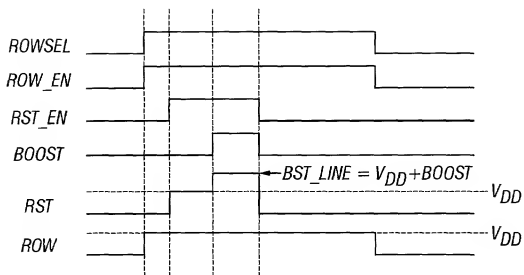 ROWSEL
ROW_EN
RST_EN
BOOST
BST_LINE = VDD+BOOST
VDD
RST
VDD
ROW